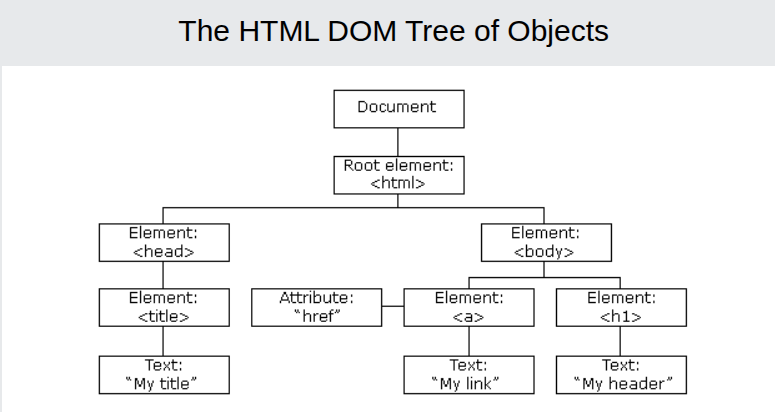 The HTML DOM Tree of Objects
Document
Root element:
<html>
Element:
<head>
Element:
<body>
Element:
<title>
Attribute:
“href”
Element:
<a>
Element:
<h1>
Text:
“My title”
Text:
“My link”
Text:
“My header”